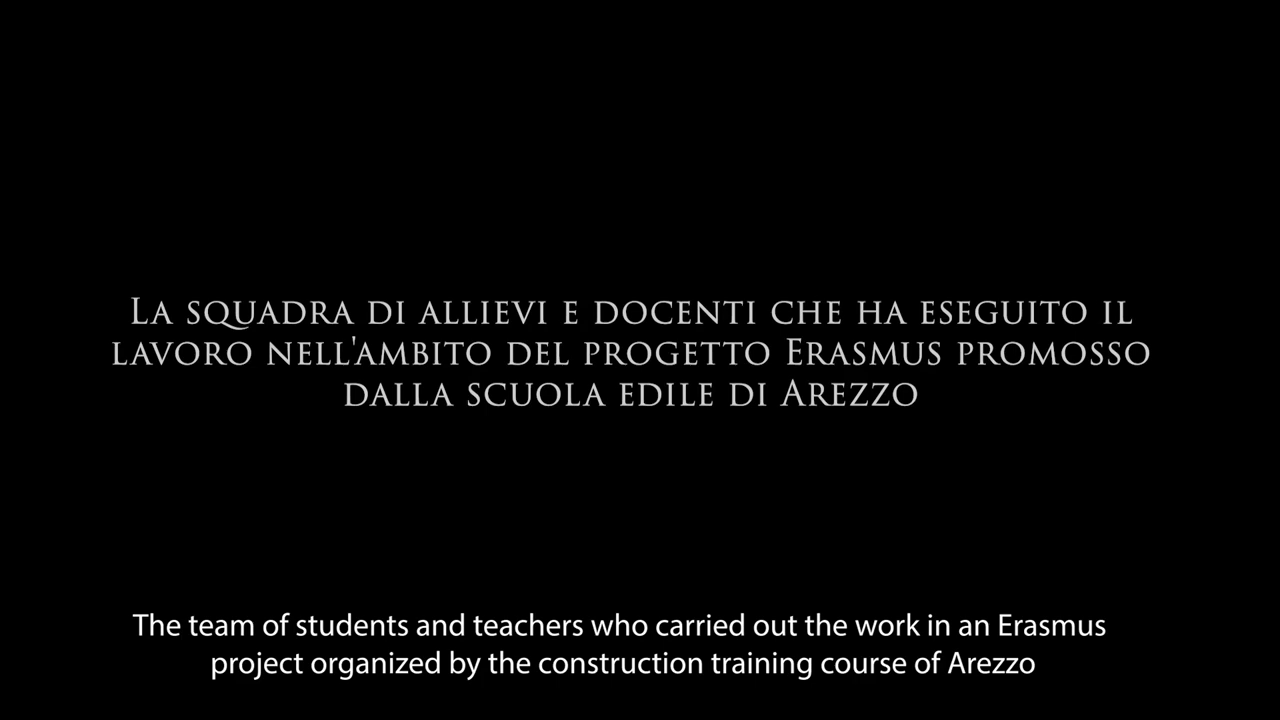 La squadra di allievi e docenti che ha eseguito il
lavoro nell'ambito del progetto Erasmus promosso
dalla scuola edile di Arezzo
The team of students and teachers who carried out the work in an Erasmus
project organized by the construction training course of Arezzo